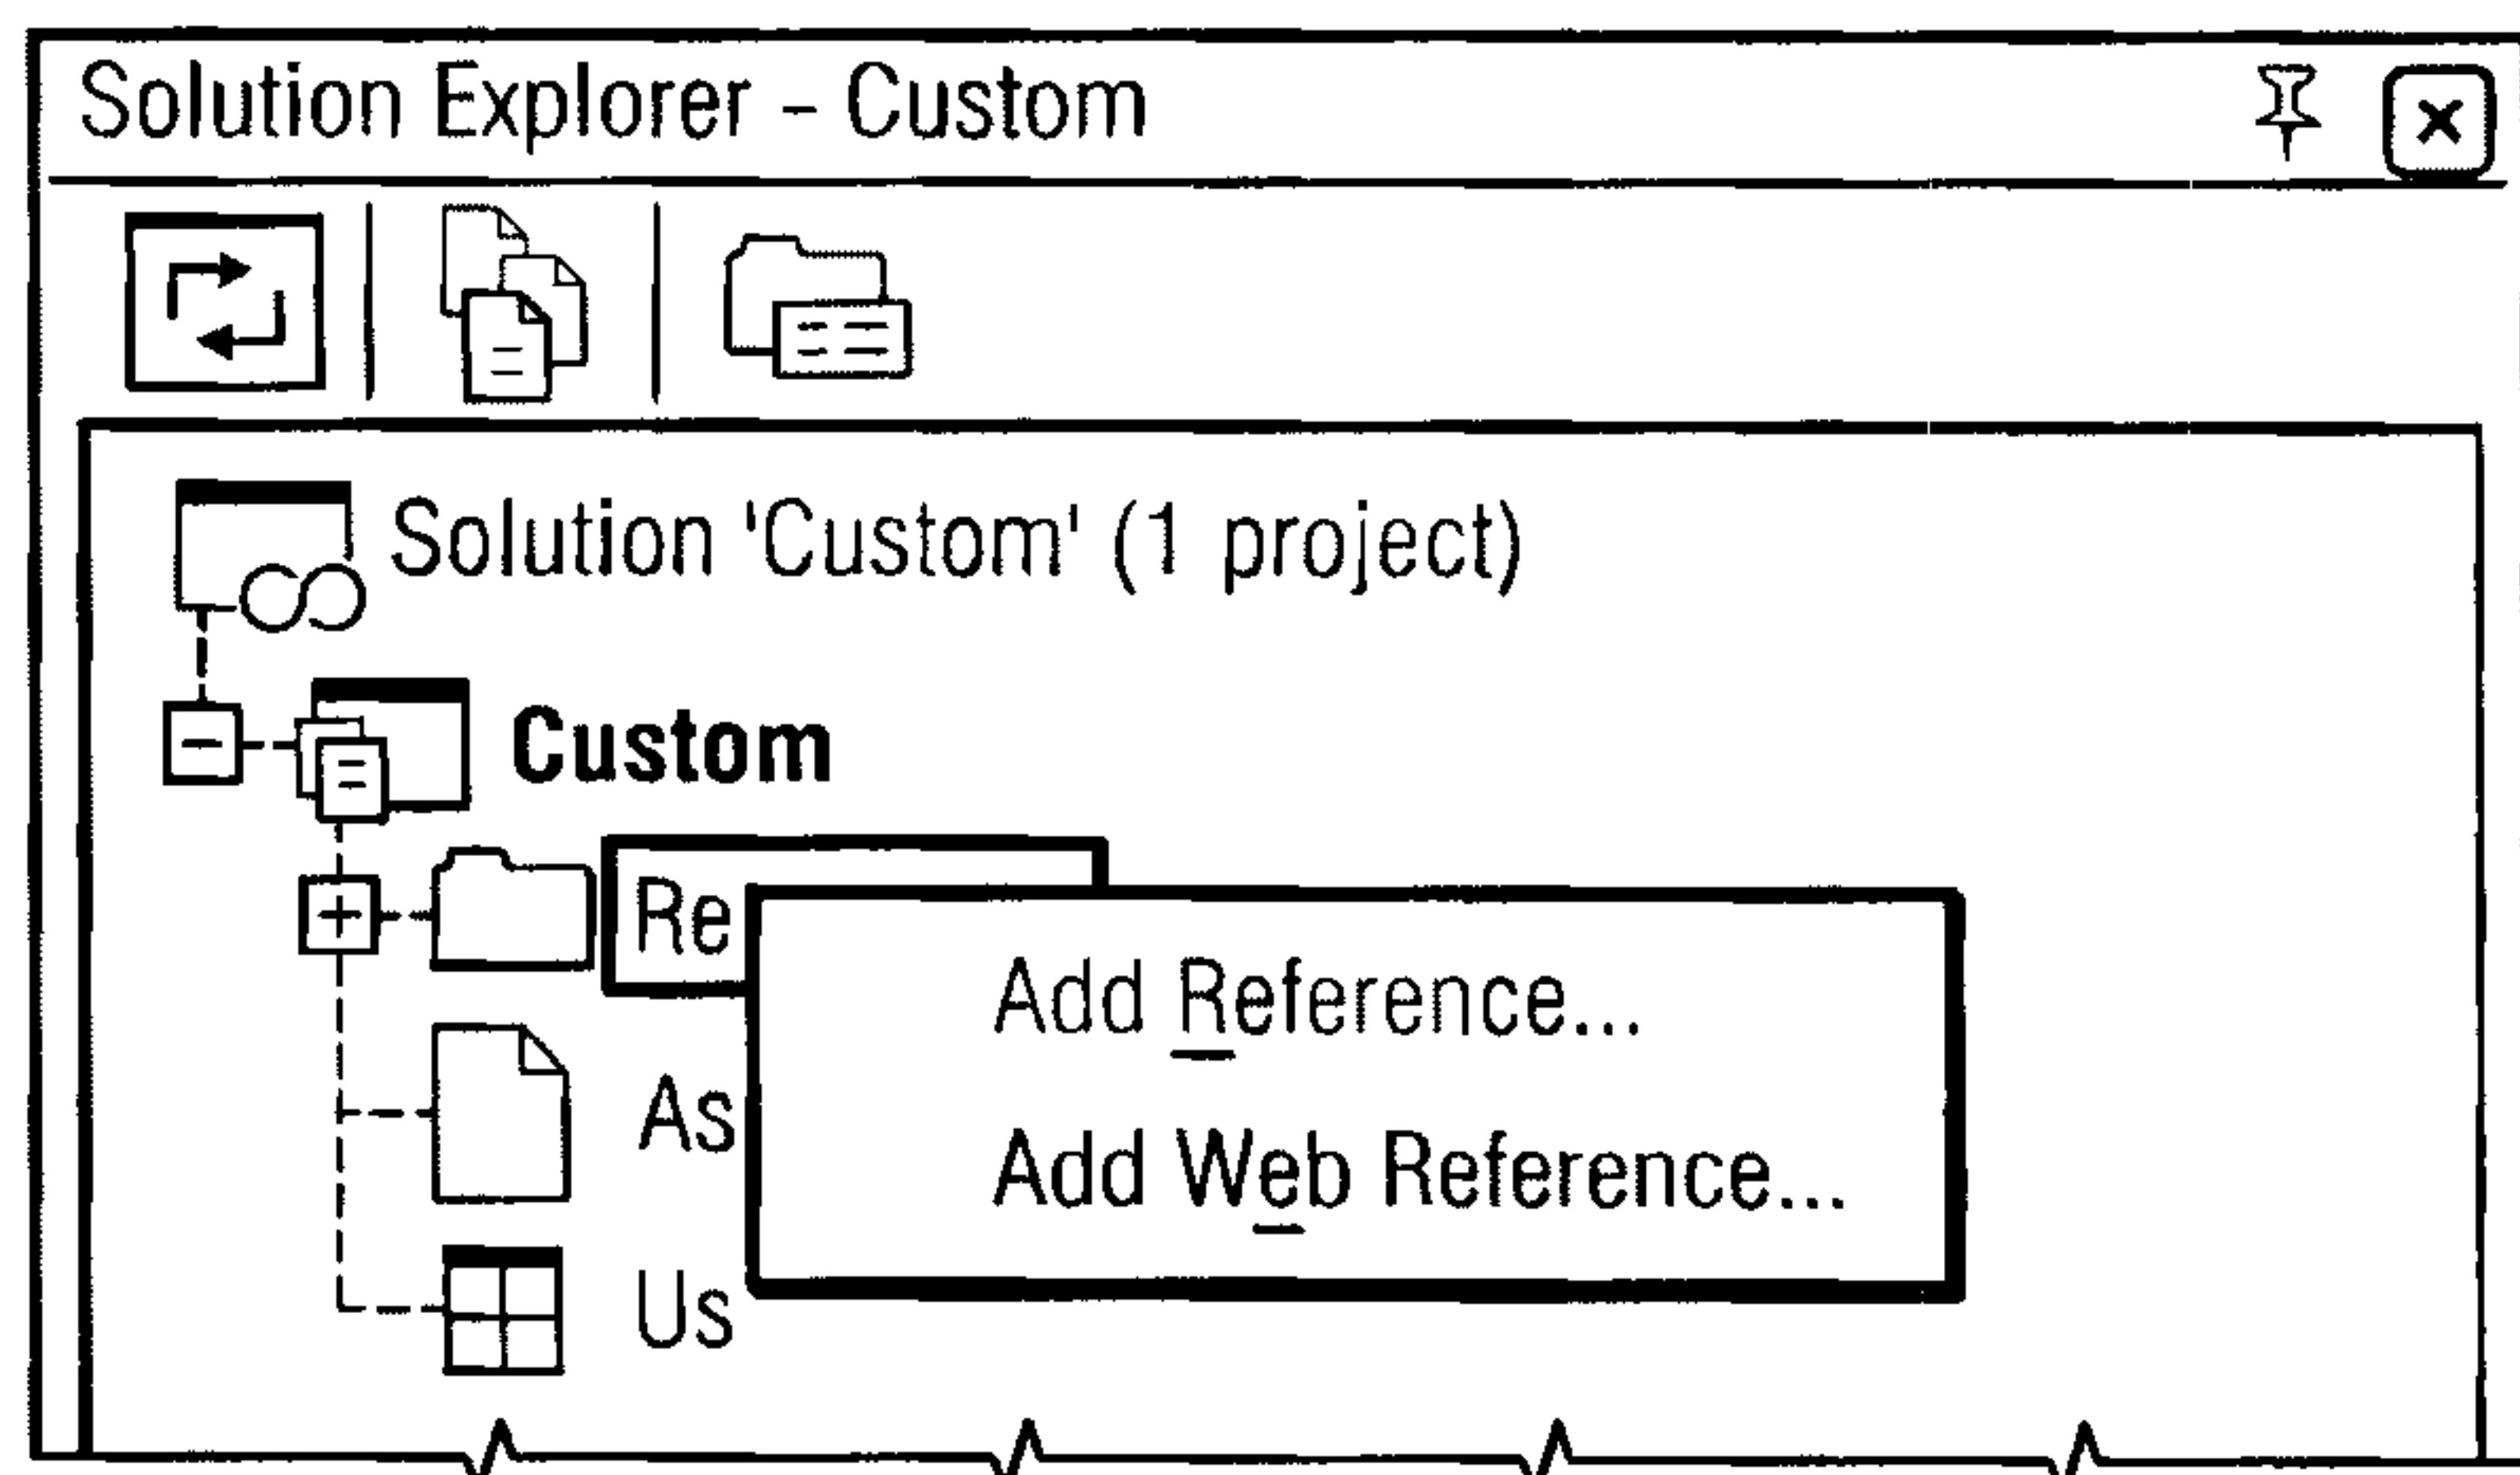 Solution Explorer – Custom
Solution 'Custom' (1 project)
Custom
Re
Add Reference...
As
Add Web Reference...
Us